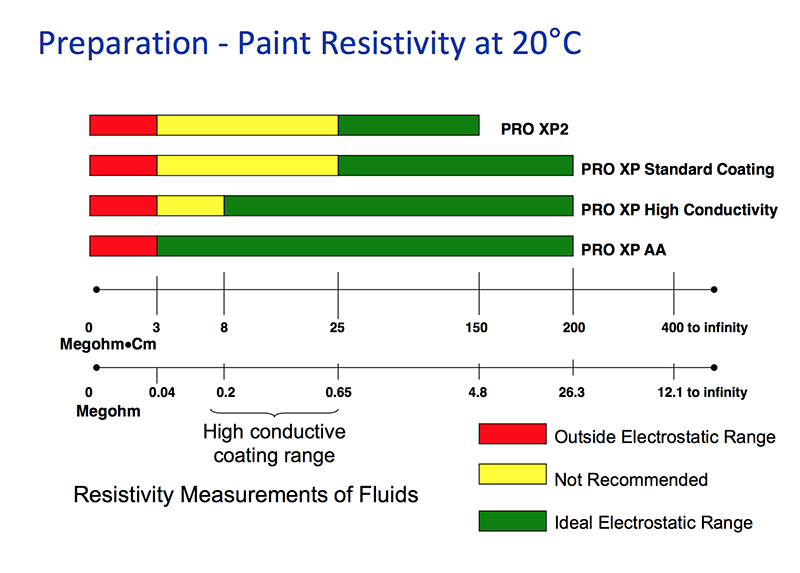 Preparation - Paint Resistivity at 20°C
PRO XP2
PRO XP Standard Coating
PRO XP High Conductivity
PRO XP AA
0 3 8 25 150 200 400 to infinity
Megohm•Cm
0 0.04 0.2 0.65 4.8 26.3 12.1 to infinity
Megohm
High conductive
coating range
Outside Electrostatic Range
Not Recommended
Resistivity Measurements of Fluids
Ideal Electrostatic Range